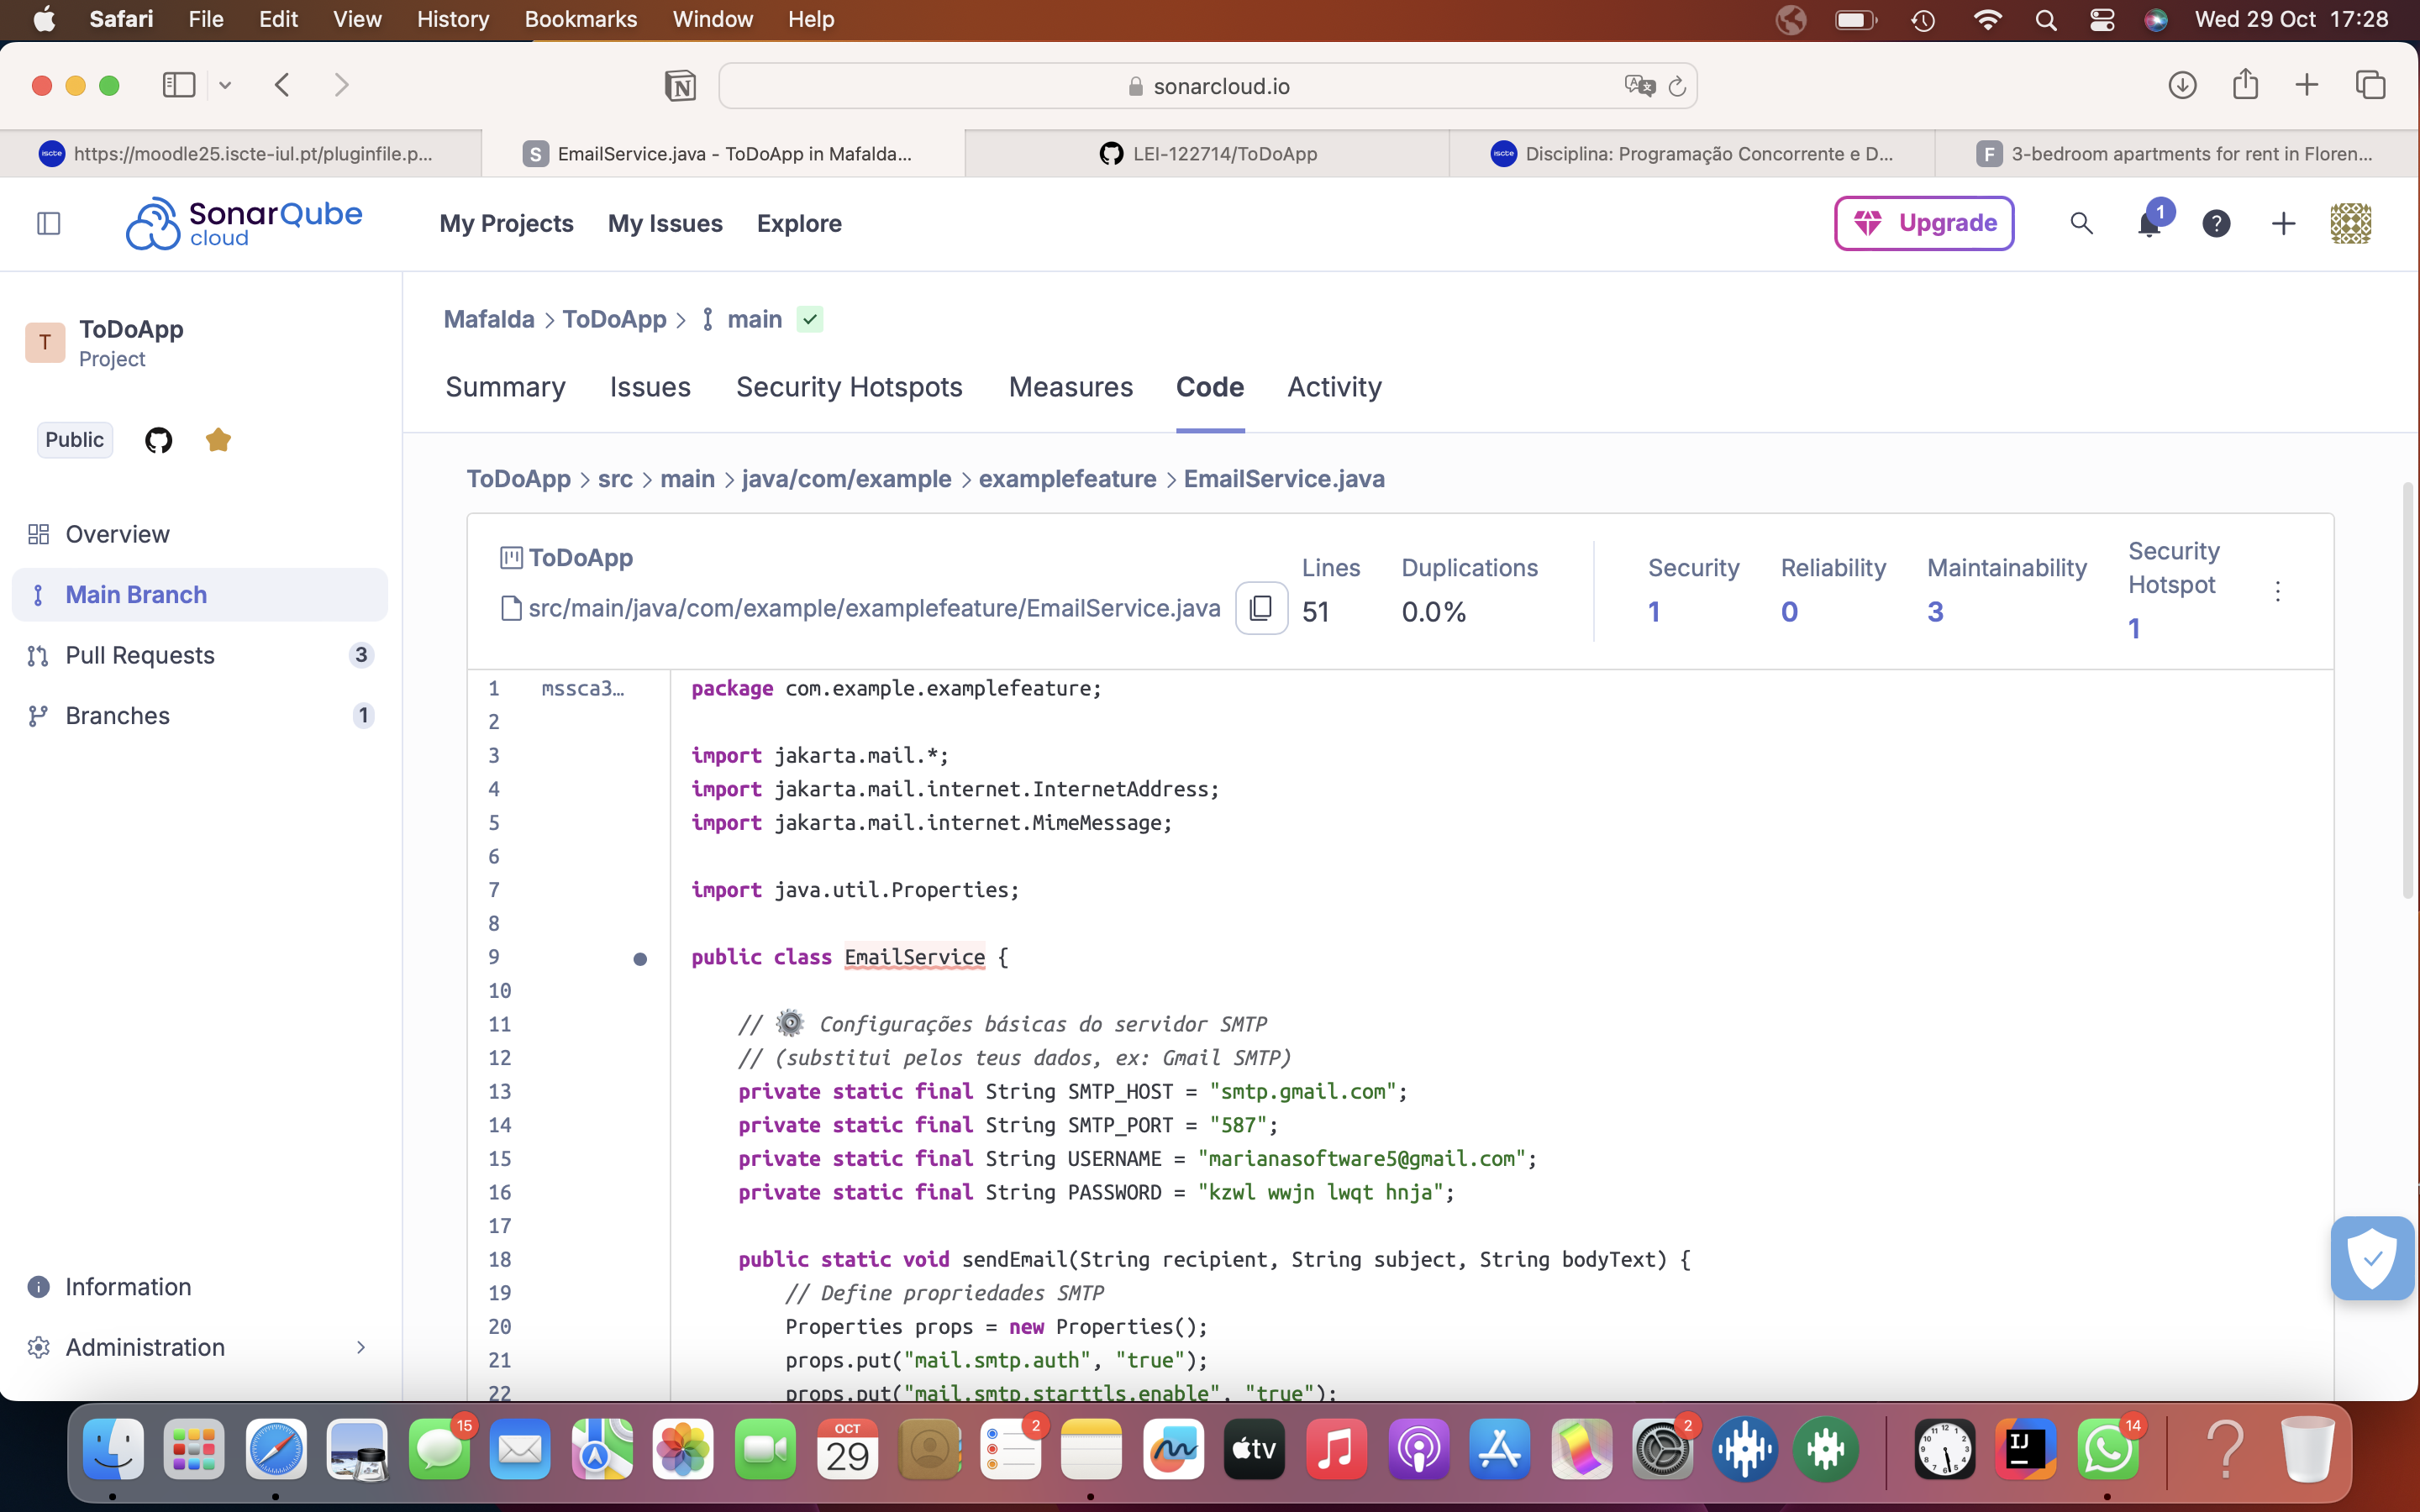 Safari File Edit View History Bookmarks Window Help Wed 29 Oct 17:28
sonarcloud.io
https://moodle25.iscte-iul.pt/pluginfile.p... EmailService.java - ToDoApp in Mafalda... LEI-122714/ToDoApp Disciplina: Programação Concorrente e D... 3-bedroom apartments for rent in Floren...
SonarQube cloud My Projects My Issues Explore Upgrade 1
T ToDoApp
Project
Public
Overview
Main Branch
Pull Requests 3
Branches 1
Information
Administration
Mafalda > ToDoApp > main
Summary Issues Security Hotspots Measures Code Activity
ToDoApp > src > main > java/com/example > examplefeature > EmailService.java
ToDoApp
src/main/java/com/example/examplefeature/EmailService.java
Lines 51
Duplications 0.0%
Security 1
Reliability 0
Maintainability 3
Security Hotspot 1
1 mssca3... package com.example.examplefeature;
2
3 import jakarta.mail.*;
4 import jakarta.mail.internet.InternetAddress;
5 import jakarta.mail.internet.MimeMessage;
6
7 import java.util.Properties;
8
9 public class EmailService {
10
11 // ⚙️ Configurações básicas do servidor SMTP
12 // (substitui pelos teus dados, ex: Gmail SMTP)
13 private static final String SMTP_HOST = "smtp.gmail.com";
14 private static final String SMTP_PORT = "587";
15 private static final String USERNAME = "marianasoftware5@gmail.com";
16 private static final String PASSWORD = "kzwl wwjn lwqt hnja";
17
18 public static void sendEmail(String recipient, String subject, String bodyText) {
19 // Define propriedades SMTP
20 Properties props = new Properties();
21 props.put("mail.smtp.auth", "true");
22 props.put("mail.smtp.starttls.enable", "true");
15 OCT 29 2 tv 2 IJ 14